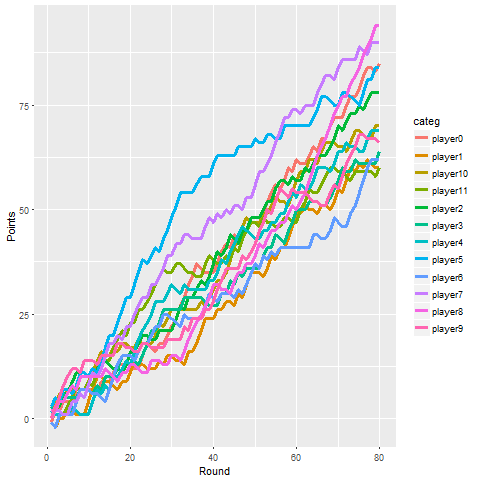 75
50
25
0
Points
0
20
40
60
80
Round
categ
player0
player1
player10
player11
player2
player3
player4
player5
player6
player7
player8
player9